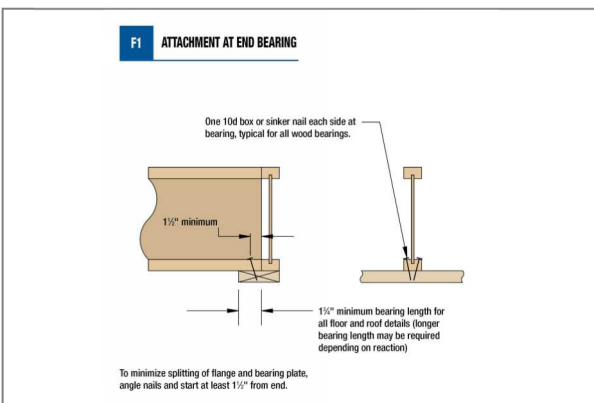 F1 ATTACHMENT AT END BEARING
One 10d box or sinker nail each side at
bearing, typical for all wood bearings.
1½" minimum
1¾" minimum bearing length for
all floor and roof details (longer
bearing length may be required
depending on reaction)
To minimize splitting of flange and bearing plate,
angle nails and start at least 1½" from end.